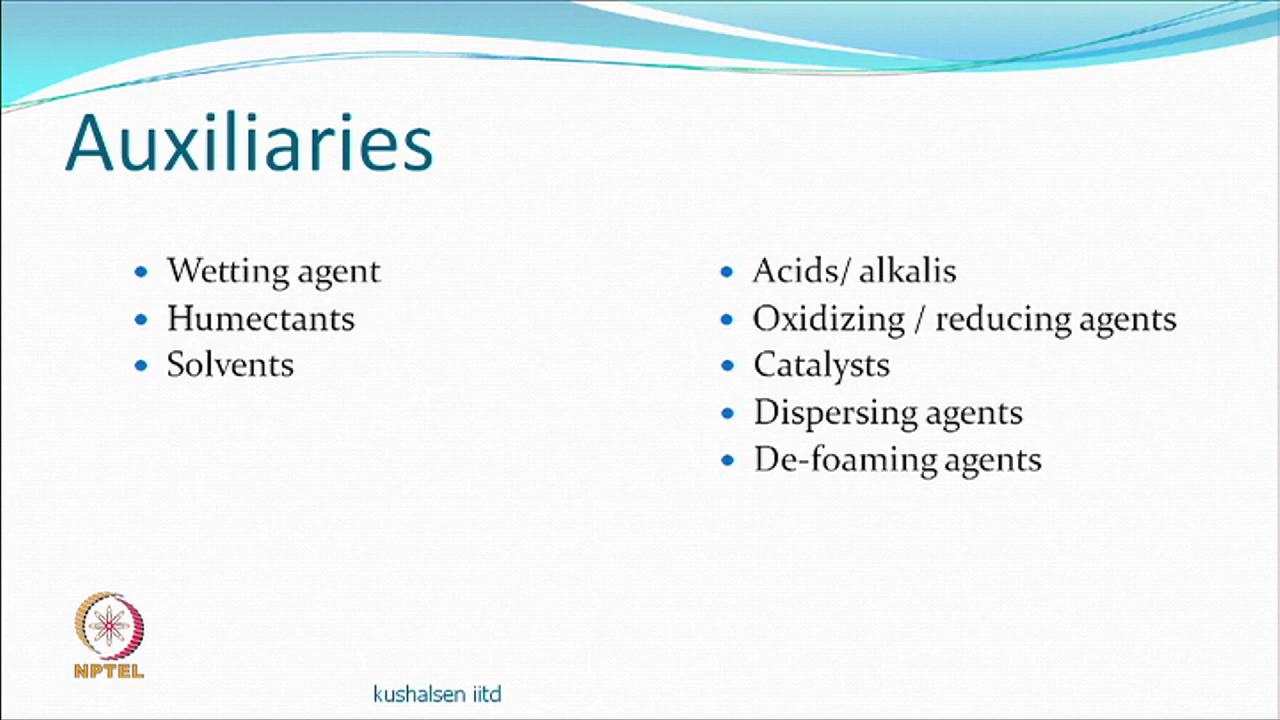 Auxiliaries
Wetting agent
Humectants
Solvents
Acids/ alkalis
Oxidizing / reducing agents
Catalysts
Dispersing agents
De-foaming agents
NPTEL
kushalsen iitd